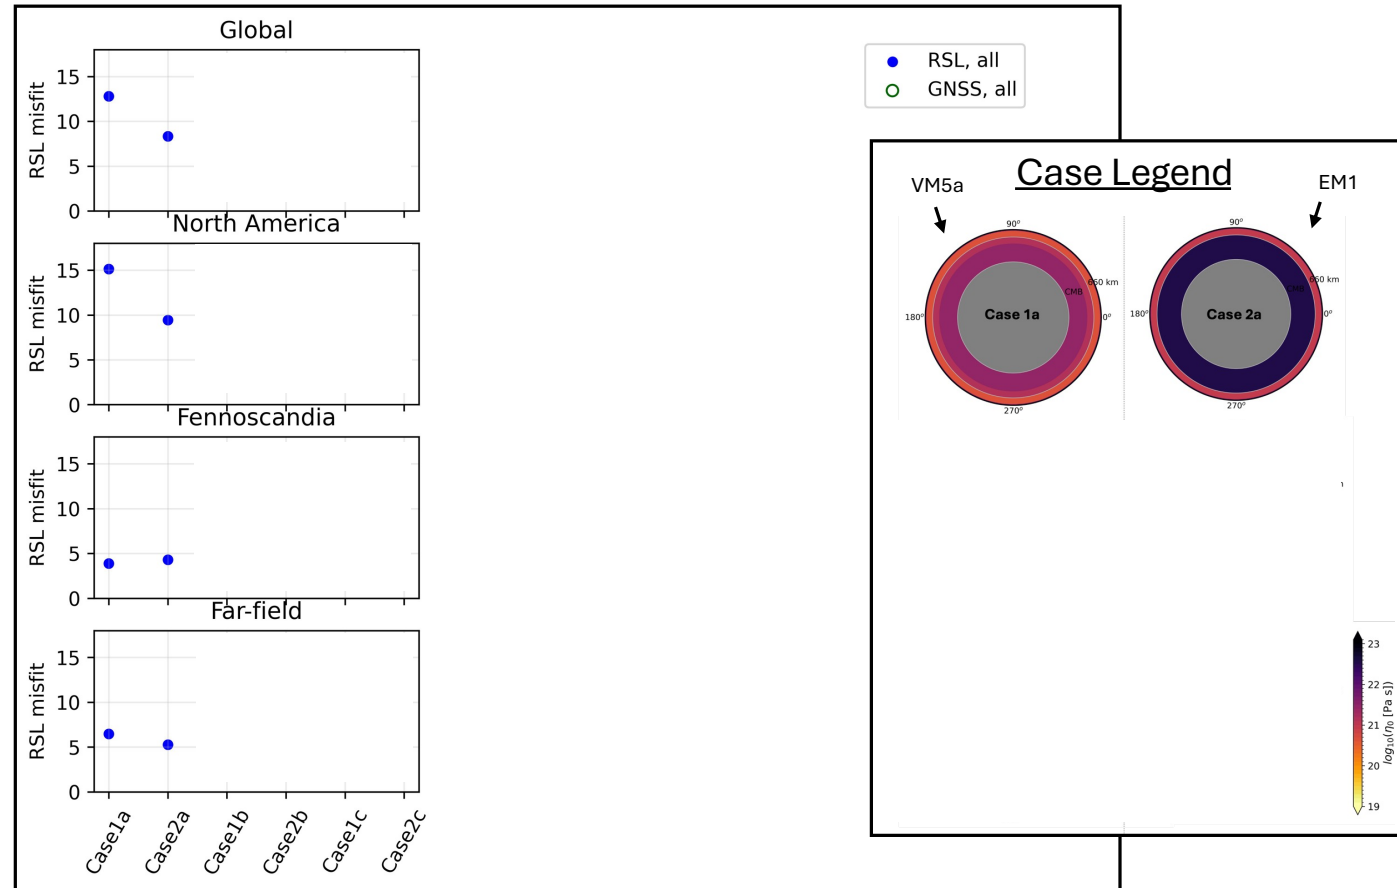 Global
RSL misfit
15
10
5
0
North America
RSL misfit
15
10
5
0
Fennoscandia
RSL misfit
15
10
5
0
Far-field
RSL misfit
15
10
5
0
Case1a
Case2a
Case1b
Case2b
Case1c
Case2c
RSL, all
GNSS, all
Case Legend
VM5a
EM1
90°
180°
Case 1a
CMB
660 km
0°
270°
90°
180°
Case 2a
CMB
660 km
0°
270°
23
22
21
20
19
log10(η0 [Pa s])